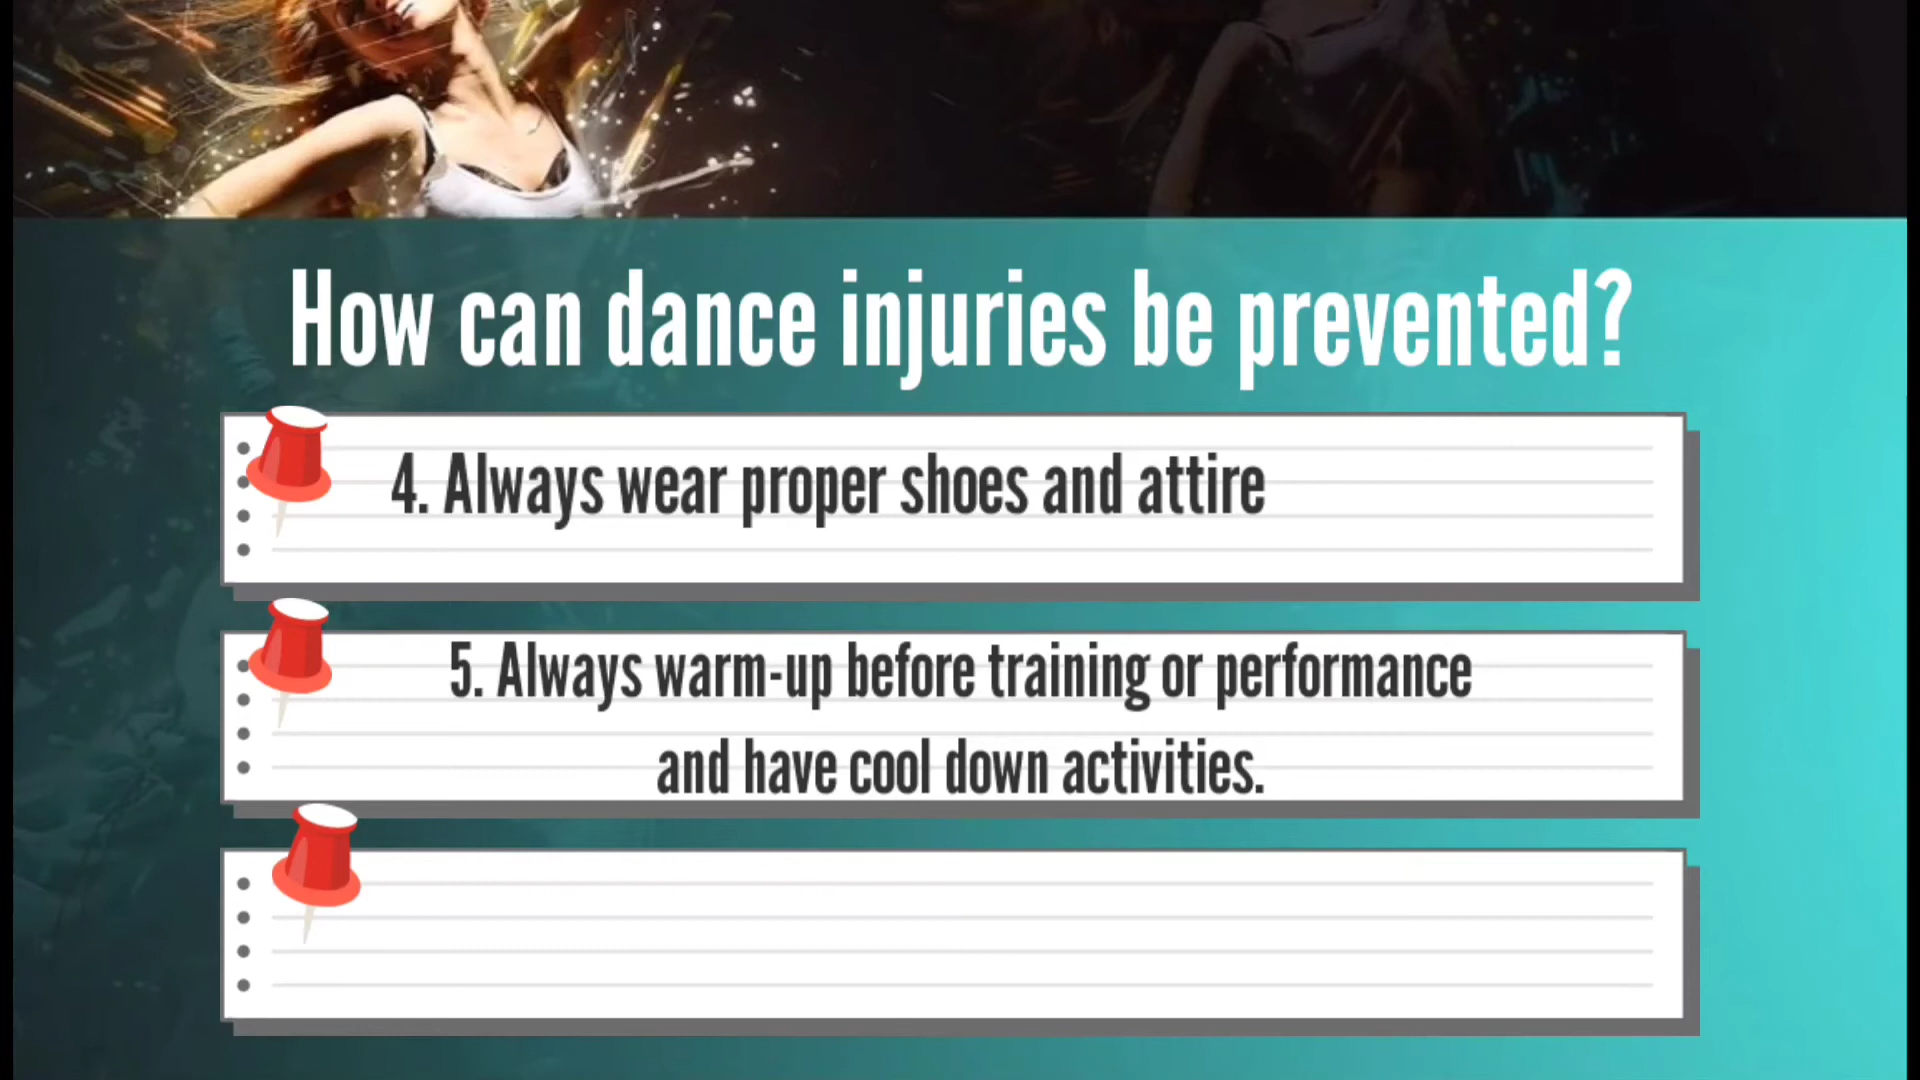 How can dance injuries be prevented?
4. Always wear proper shoes and attire
5. Always warm-up before training or performance
and have cool down activities.